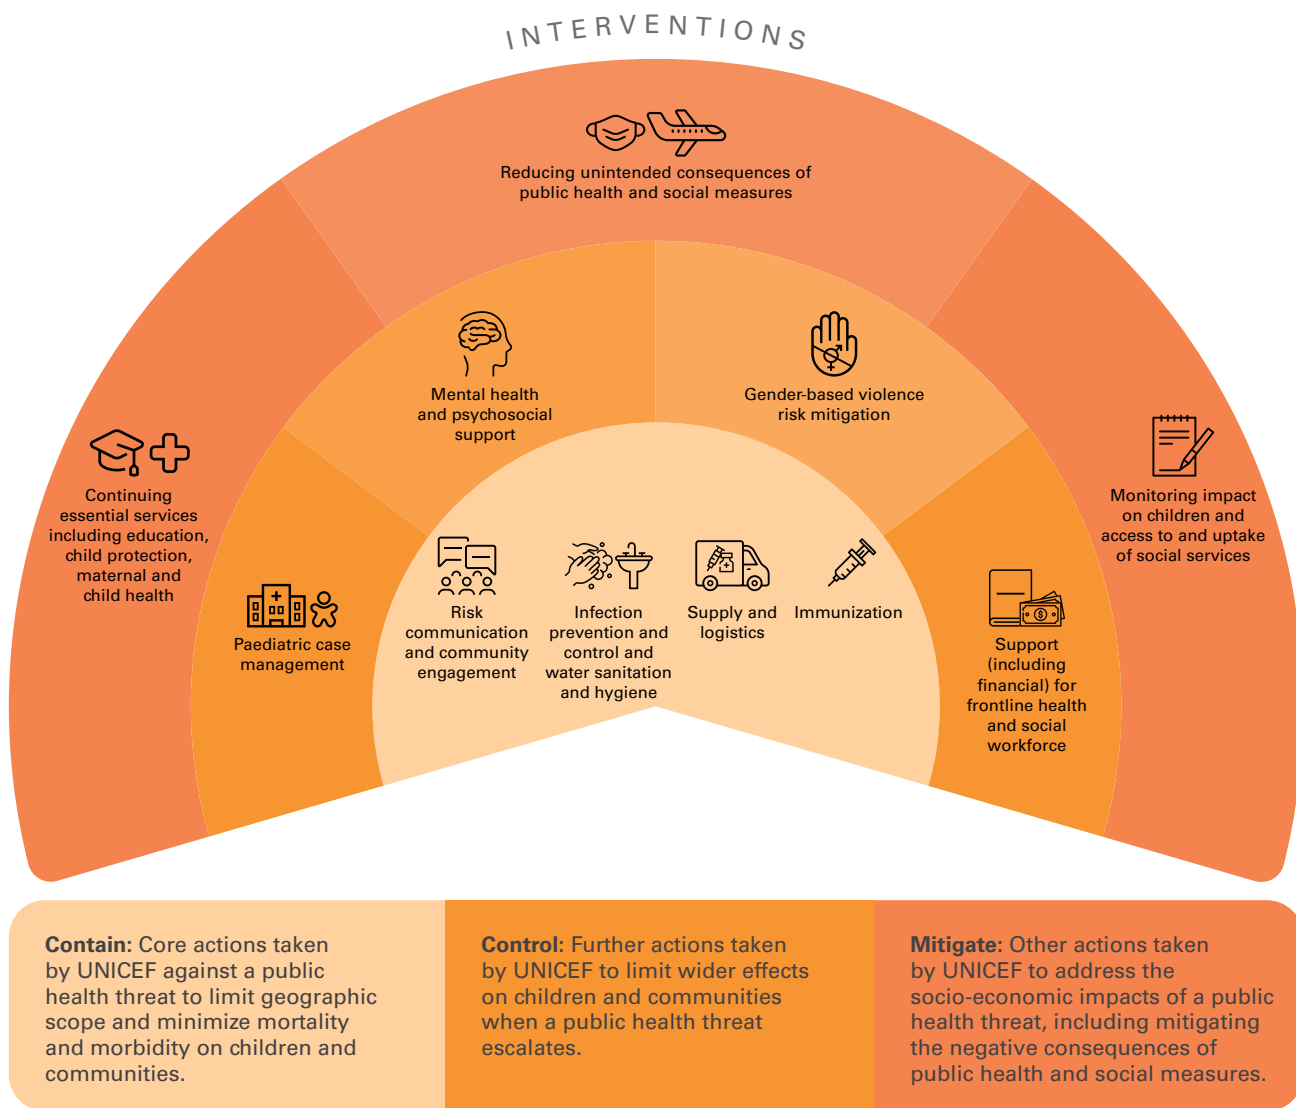 INTERVENTIONS
Reducing unintended consequences of
public health and social measures
Mental health
and psychosocial
support
Gender-based violence
risk mitigation
Continuing
essential services
including education,
child protection,
maternal and
child health
Monitoring impact
on children and
access to and uptake
of social services
Paediatric case
management
Risk
communication
and community
engagement
Infection
prevention and
control and
water sanitation
and hygiene
Supply and
logistics
Immunization
Support
(including
financial) for
frontline health
and social
workforce
Contain: Core actions taken
by UNICEF against a public
health threat to limit geographic
scope and minimize mortality
and morbidity on children and
communities.
Control: Further actions taken
by UNICEF to limit wider effects
on children and communities
when a public health threat
escalates.
Mitigate: Other actions taken
by UNICEF to address the
socio-economic impacts of a public
health threat, including mitigating
the negative consequences of
public health and social measures.